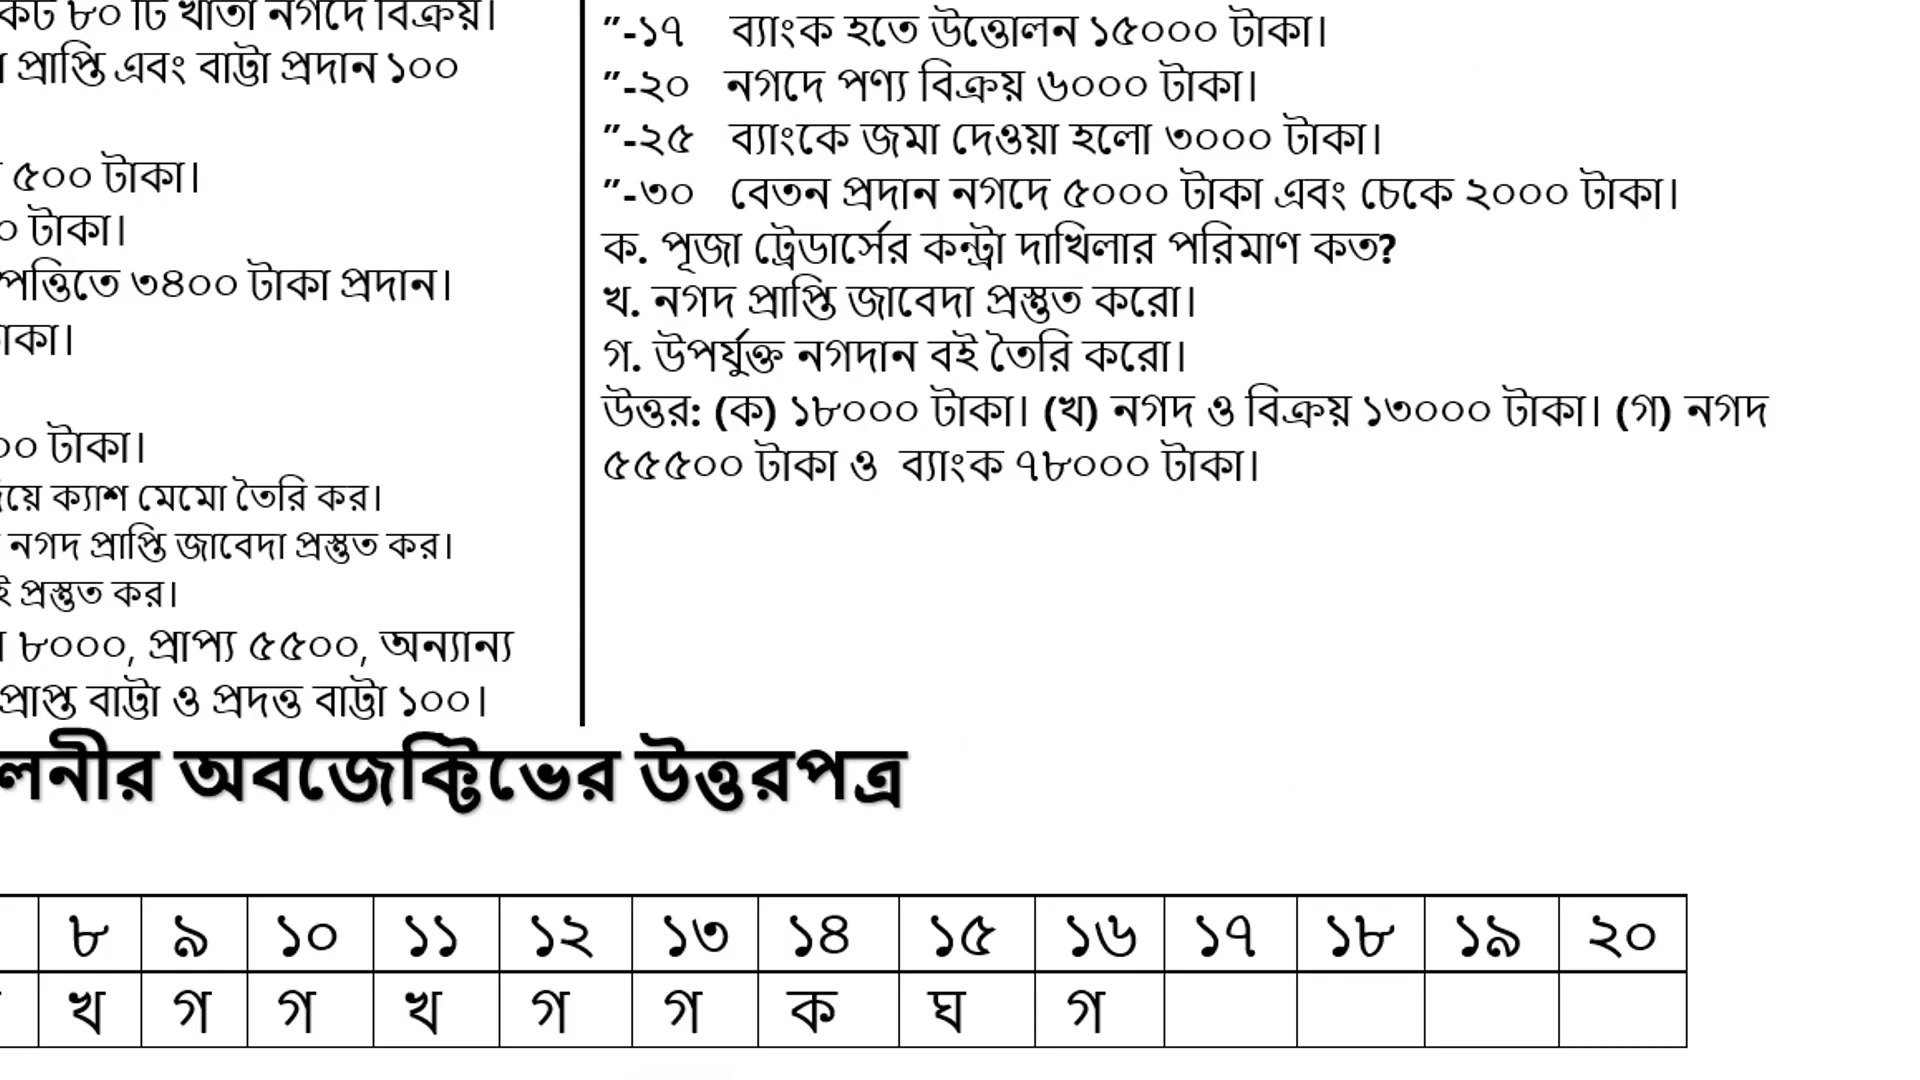 ৮০ টি খাতা নগদে বিক্রয়।
প্রাপ্তি এবং বাট্টা প্রদান ১০০
৫০০ টাকা।
০ টাকা।
৩৪০০ টাকা প্রদান।
০০ টাকা।
ক্যাশ মেমো তৈরি কর।
নগদ প্রাপ্তি জাবেদা প্রস্তুত কর।
প্রস্তুত কর।
৮০০০, প্রাপ্য ৫৫০০, অন্যান্য
প্রাপ্ত বাট্টা ও প্রদত্ত বাট্টা ১০০।
”-১৭ ব্যাংক হতে উত্তোলন ১৫০০০ টাকা।
”-২০ নগদে পণ্য বিক্রয় ৬০০০ টাকা।
”-২৫ ব্যাংকে জমা দেওয়া হলো ৩০০০ টাকা।
”-৩০ বেতন প্রদান নগদে ৫০০০ টাকা এবং চেকে ২০০০ টাকা।
ক. পূজা ট্রেডার্সের কন্ট্রা দাখিলার পরিমাণ কত?
খ. নগদ প্রাপ্তি জাবেদা প্রস্তুত করো।
গ. উপর্যুক্ত নগদান বই তৈরি করো।
উত্তর: (ক) ১৮০০০ টাকা। (খ) নগদ ও বিক্রয় ১৩০০০ টাকা। (গ) নগদ
৫৫৫০০ টাকা ও ব্যাংক ৭৮০০০ টাকা।
অবজেক্টিভের উত্তরপত্র
৮ ৯ ১০ ১১ ১২ ১৩ ১৪ ১৫ ১৬ ১৭ ১৮ ১৯ ২০
খ গ গ খ গ গ ক ঘ গ